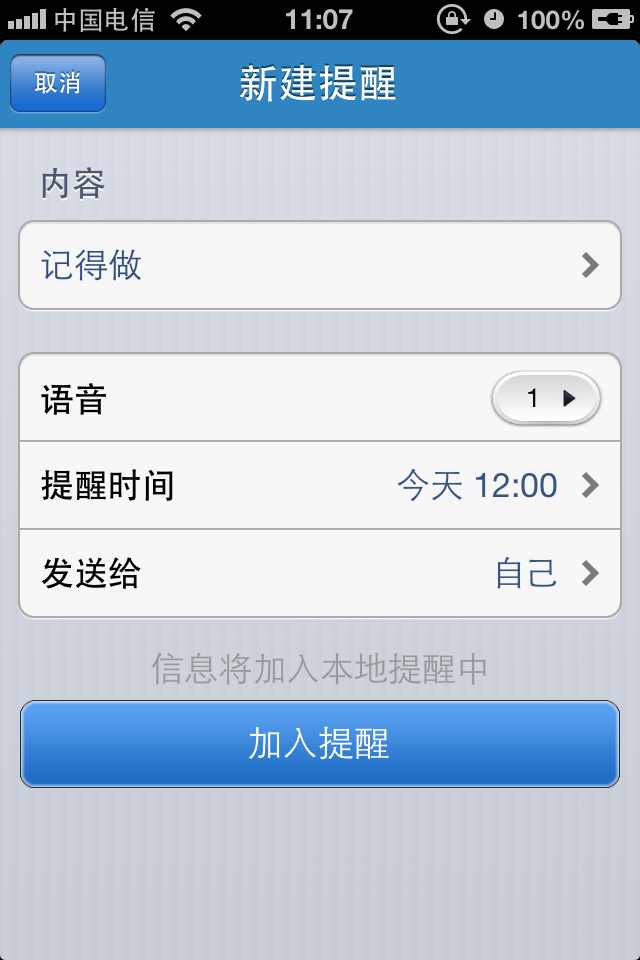 中国电信 11:07 100%
取消 新建提醒
内容
记得做
语音 1
提醒时间 今天 12:00
发送给 自己
信息将加入本地提醒中
加入提醒